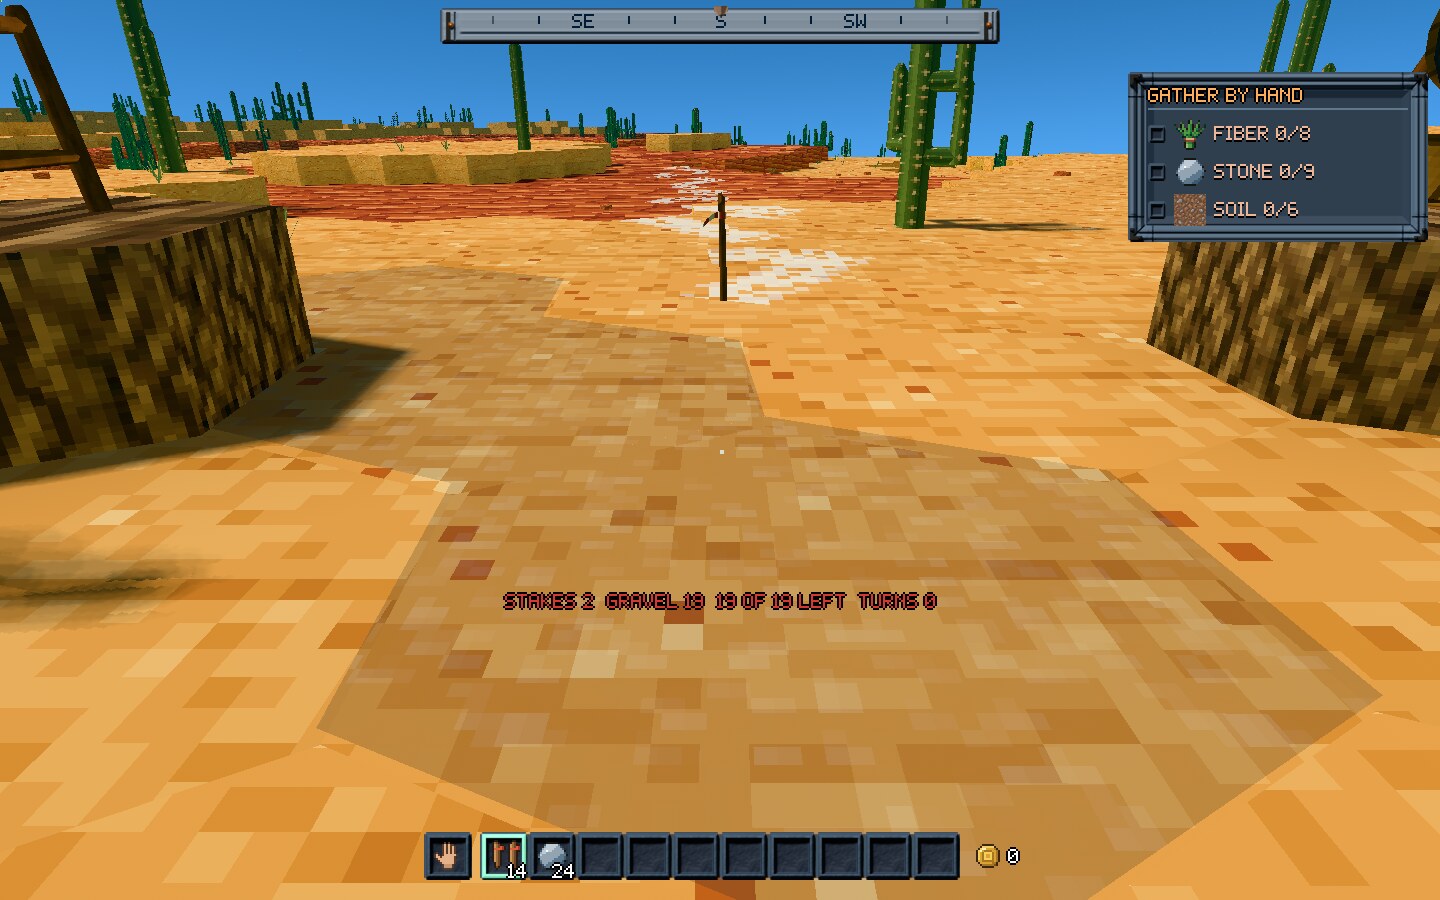 SE S SW
GATHER BY HAND
FIBER 0/8
STONE 0/9
SOIL 0/6
STAKES 2 GRAVEL 19 19 OF 19 LEFT TURNS 0
14
24
0